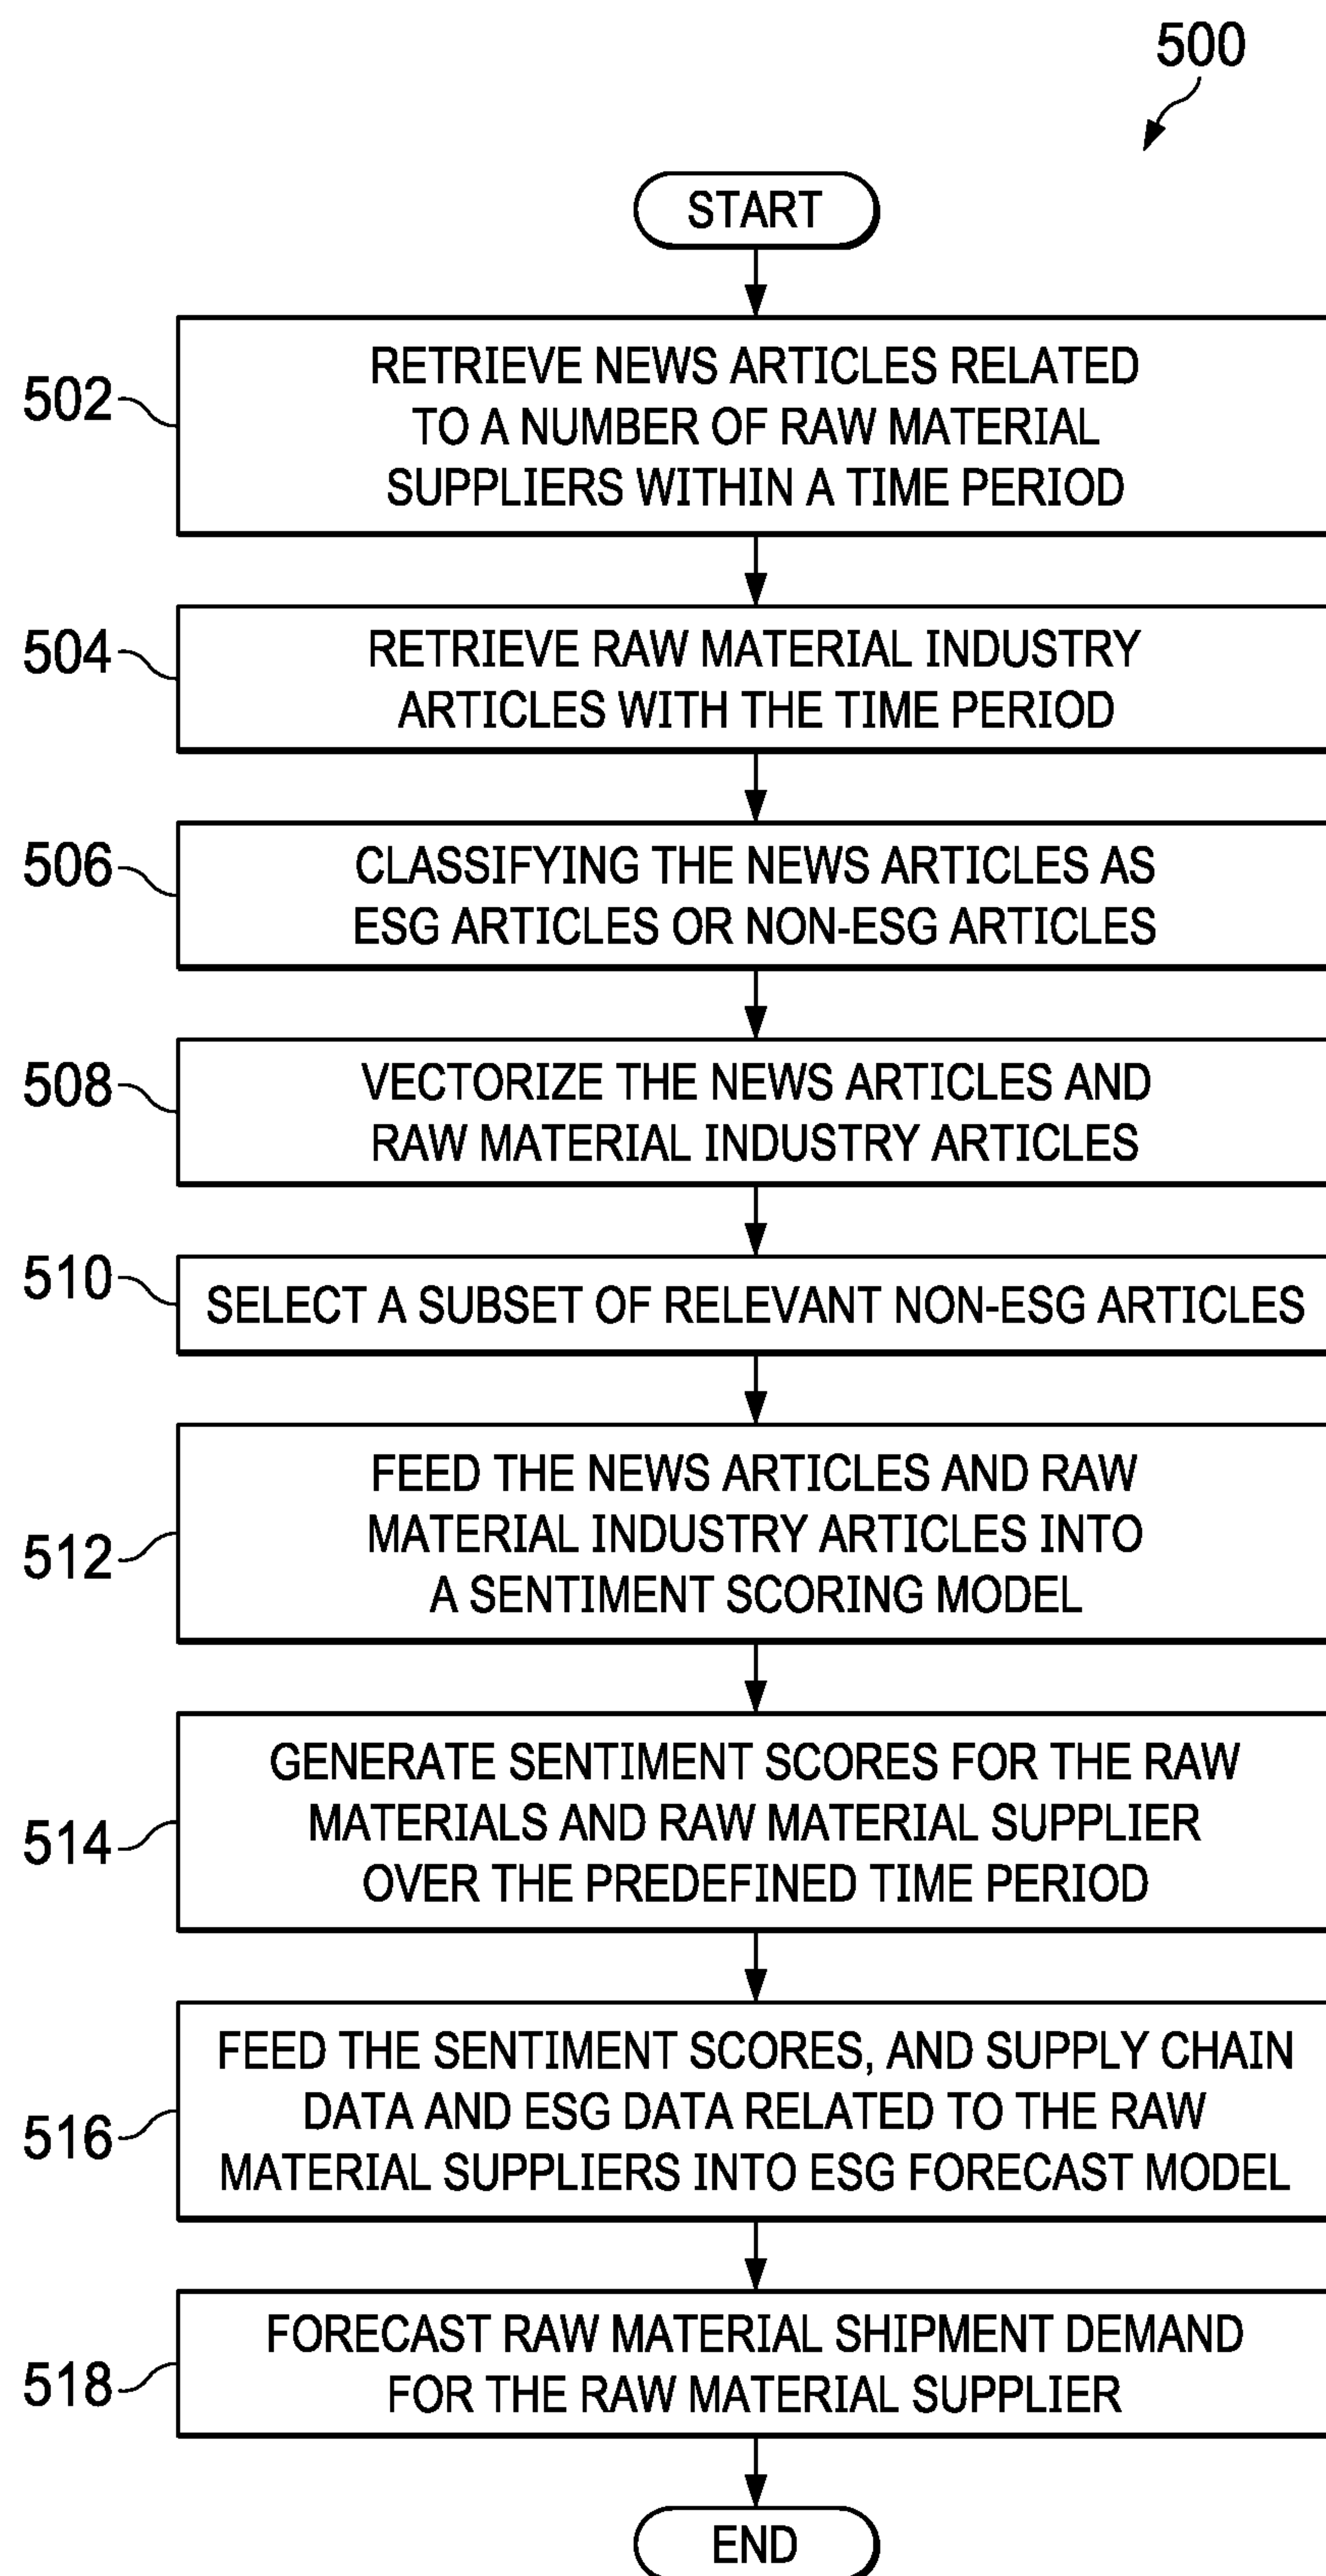 500
START
502
RETRIEVE NEWS ARTICLES RELATED
TO A NUMBER OF RAW MATERIAL
SUPPLIERS WITHIN A TIME PERIOD
504
RETRIEVE RAW MATERIAL INDUSTRY
ARTICLES WITH THE TIME PERIOD
506
CLASSIFYING THE NEWS ARTICLES AS
ESG ARTICLES OR NON-ESG ARTICLES
508
VECTORIZE THE NEWS ARTICLES AND
RAW MATERIAL INDUSTRY ARTICLES
510
SELECT A SUBSET OF RELEVANT NON-ESG ARTICLES
512
FEED THE NEWS ARTICLES AND RAW
MATERIAL INDUSTRY ARTICLES INTO
A SENTIMENT SCORING MODEL
514
GENERATE SENTIMENT SCORES FOR THE RAW
MATERIALS AND RAW MATERIAL SUPPLIER
OVER THE PREDEFINED TIME PERIOD
516
FEED THE SENTIMENT SCORES, AND SUPPLY CHAIN
DATA AND ESG DATA RELATED TO THE RAW
MATERIAL SUPPLIERS INTO ESG FORECAST MODEL
518
FORECAST RAW MATERIAL SHIPMENT DEMAND
FOR THE RAW MATERIAL SUPPLIER
END